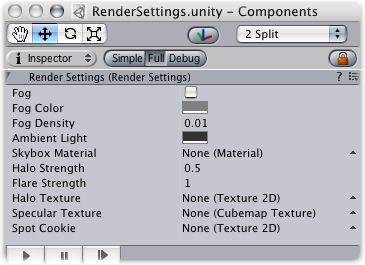 RenderSettings.unity – Components
2 Split
Inspector Simple Full Debug
Render Settings (Render Settings) ?
Fog
Fog Color
Fog Density 0.01
Ambient Light
Skybox Material None (Material)
Halo Strength 0.5
Flare Strength 1
Halo Texture None (Texture 2D)
Specular Texture None (Cubemap Texture)
Spot Cookie None (Texture 2D)